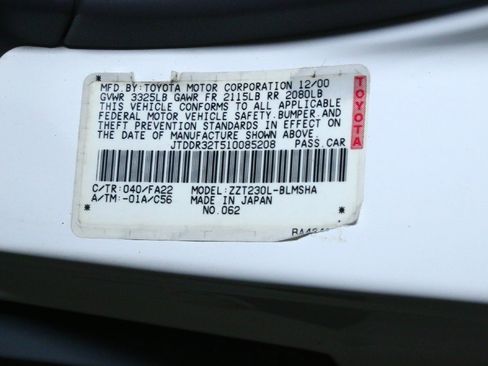 MFD.BY:TOYOTA MOTOR CORPORATION 12/00
GVWR 3325LB GAWR FR 2115LB RR 2080LB
THIS VEHICLE CONFORMS TO ALL APPLICABLE
FEDERAL MOTOR VEHICLE SAFETY,BUMPER,AND
THEFT PREVENTION STANDARDS IN EFFECT ON
THE DATE OF MANUFACTURE SHOWN ABOVE.
JTDDR32T510085208 PASS.CAR
TOYOTA
C/TR:040/FA22 MODEL:ZZT230L-BLMSHA
A/TM:-01A/C56 MADE IN JAPAN
NO.062